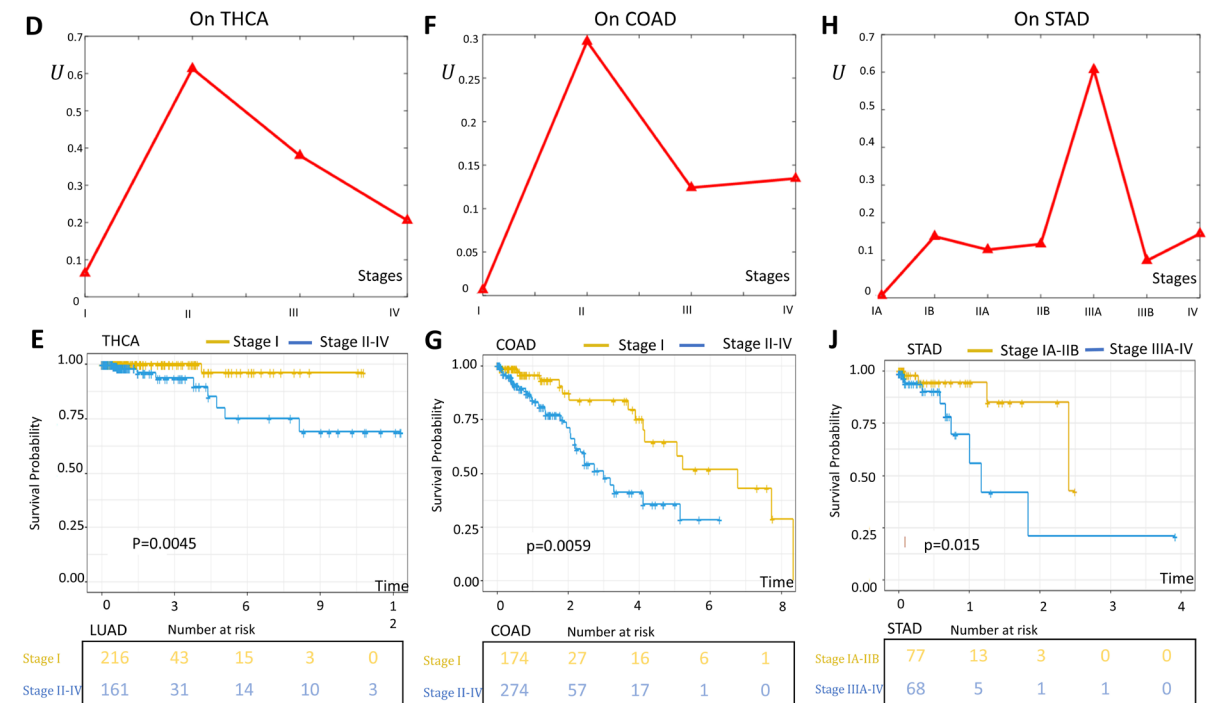 D On THCA
U
0.7
0.6
0.5
0.4
0.3
0.2
0.1
0
Stages
I II III IV
F On COAD
U
0.3
0.25
0.2
0.15
0.1
0.05
0
Stages
I II III IV
H On STAD
U
0.7
0.6
0.5
0.4
0.3
0.2
0.1
0
Stages
IA IB IIA IIB IIIA IIIB IV
E THCA Stage I Stage II-IV
Survival Probability
1.00
0.75
0.50
0.25
0.00
P=0.0045
Time
0 3 6 9 1
2
LUAD Number at risk
Stage I 216 43 15 3 0
Stage II-IV 161 31 14 10 3
G COAD Stage I Stage II-IV
Survival Probability
1.00
0.75
0.50
0.25
0.00
p=0.0059
Time
0 2 4 6 8
COAD Number at risk
Stage I 174 27 16 6 1
Stage II-IV 274 57 17 1 0
J STAD Stage IA-IIB Stage IIIA-IV
Survival Probability
1.00
0.75
0.50
0.25
0.00
p=0.015
Time
0 1 2 3 4
STAD Number at risk
Stage IA-IIB 77 13 3 0 0
Stage IIIA-IV 68 5 1 1 0